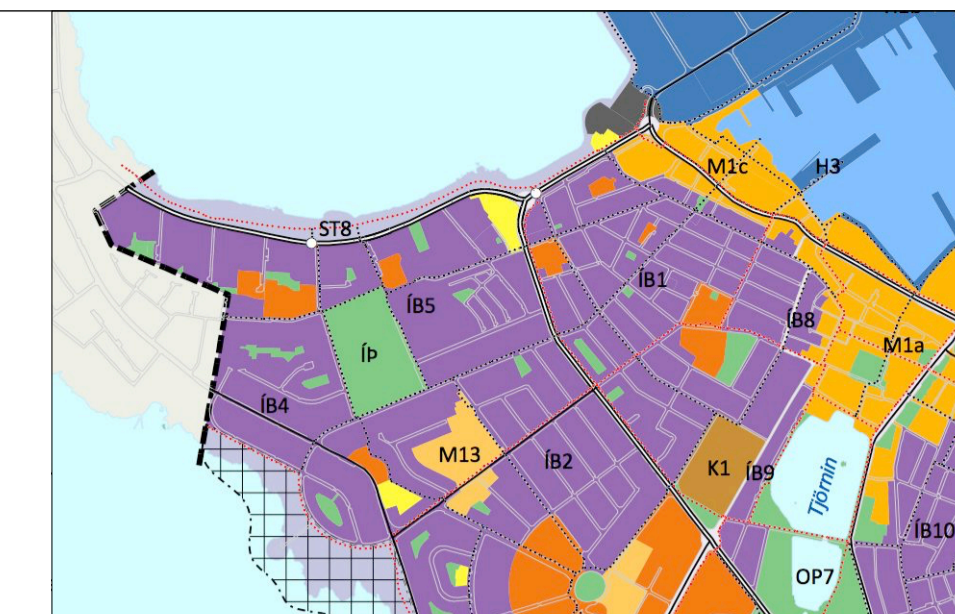 M1c
H3
ST8
ÍB1
ÍB5
ÍB8
M1a
ÍÞ
ÍB4
M13
ÍB2
K1
ÍB9
Tjörnin
ÍB10
OP7